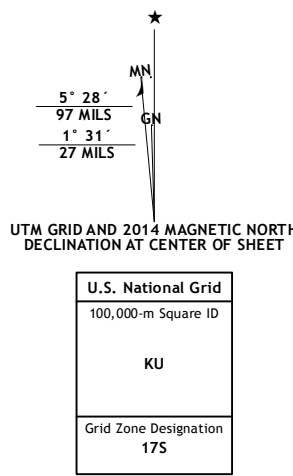 ★
MN
GN
5° 28´
97 MILS
1° 31´
27 MILS
UTM GRID AND 2014 MAGNETIC NORTH
DECLINATION AT CENTER OF SHEET
U.S. National Grid
100,000-m Square ID
KU
Grid Zone Designation
17S